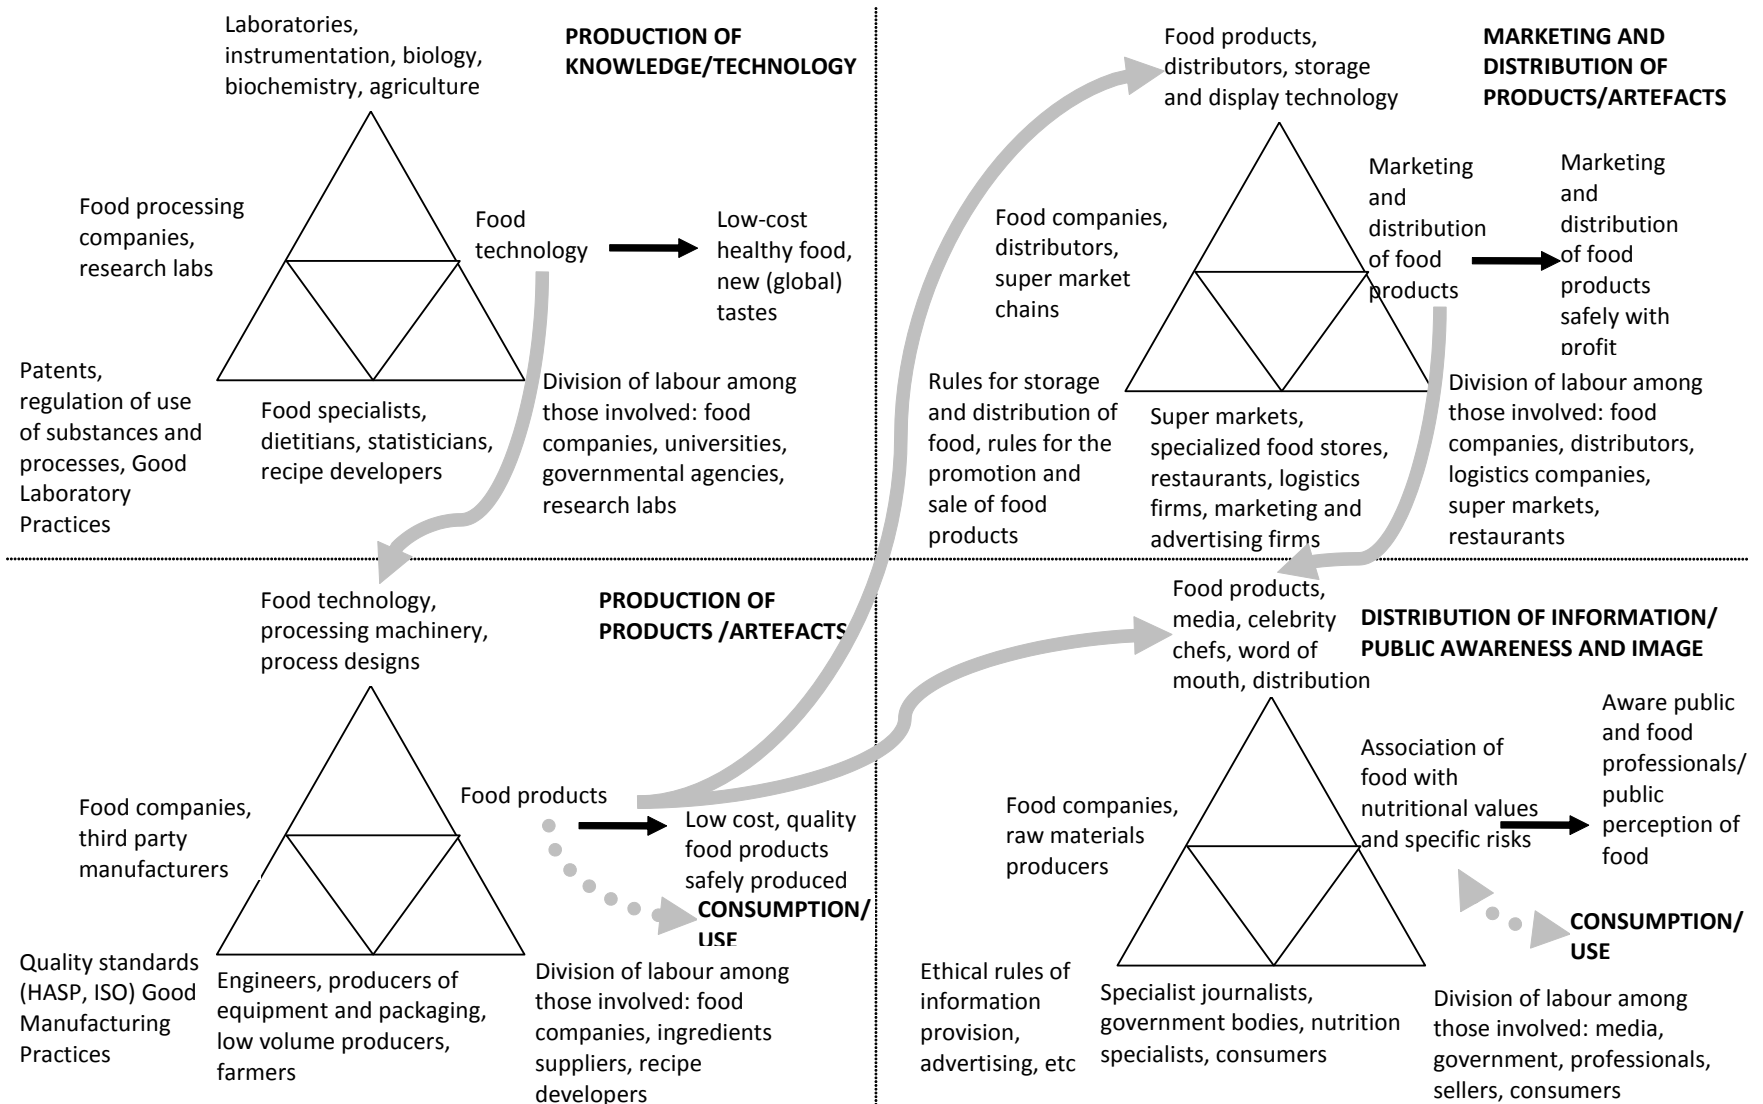 Laboratories,
instrumentation, biology,
biochemistry, agriculture
PRODUCTION OF
KNOWLEDGE/TECHNOLOGY
Food processing
companies,
research labs
Food
technology
Low-cost
healthy food,
new (global)
tastes
Patents,
regulation of use
of substances and
processes, Good
Laboratory
Practices
Food specialists,
dietitians, statisticians,
recipe developers
Division of labour among
those involved: food
companies, universities,
governmental agencies,
research labs
Food products,
distributors, storage
and display technology
MARKETING AND
DISTRIBUTION OF
PRODUCTS/ARTEFACTS
Food companies,
distributors,
super market
chains
Marketing
and
distribution
of food
products
Marketing
and
distribution
of food
products
safely with
profit
Rules for storage
and distribution of
food, rules for the
promotion and
sale of food
products
Super markets,
specialized food stores,
restaurants, logistics
firms, marketing and
advertising firms
Division of labour among
those involved: food
companies, distributors,
logistics companies,
super markets,
restaurants
Food technology,
processing machinery,
process designs
PRODUCTION OF
PRODUCTS /ARTEFACTS
Food companies,
third party
manufacturers
Food products
Low cost, quality
food products
safely produced
CONSUMPTION/
USE
Quality standards
(HASP, ISO) Good
Manufacturing
Practices
Engineers, producers of
equipment and packaging,
low volume producers,
farmers
Division of labour among
those involved: food
companies, ingredients
suppliers, recipe
developers
Food products,
media, celebrity
chefs, word of
mouth, distribution
DISTRIBUTION OF INFORMATION/
PUBLIC AWARENESS AND IMAGE
Food companies,
raw materials
producers
Association of
food with
nutritional values
and specific risks
Aware public
and food
professionals/
public
perception of
food
CONSUMPTION/
USE
Ethical rules of
information
provision,
advertising, etc
Specialist journalists,
government bodies, nutrition
specialists, consumers
Division of labour among
those involved: media,
government, professionals,
sellers, consumers